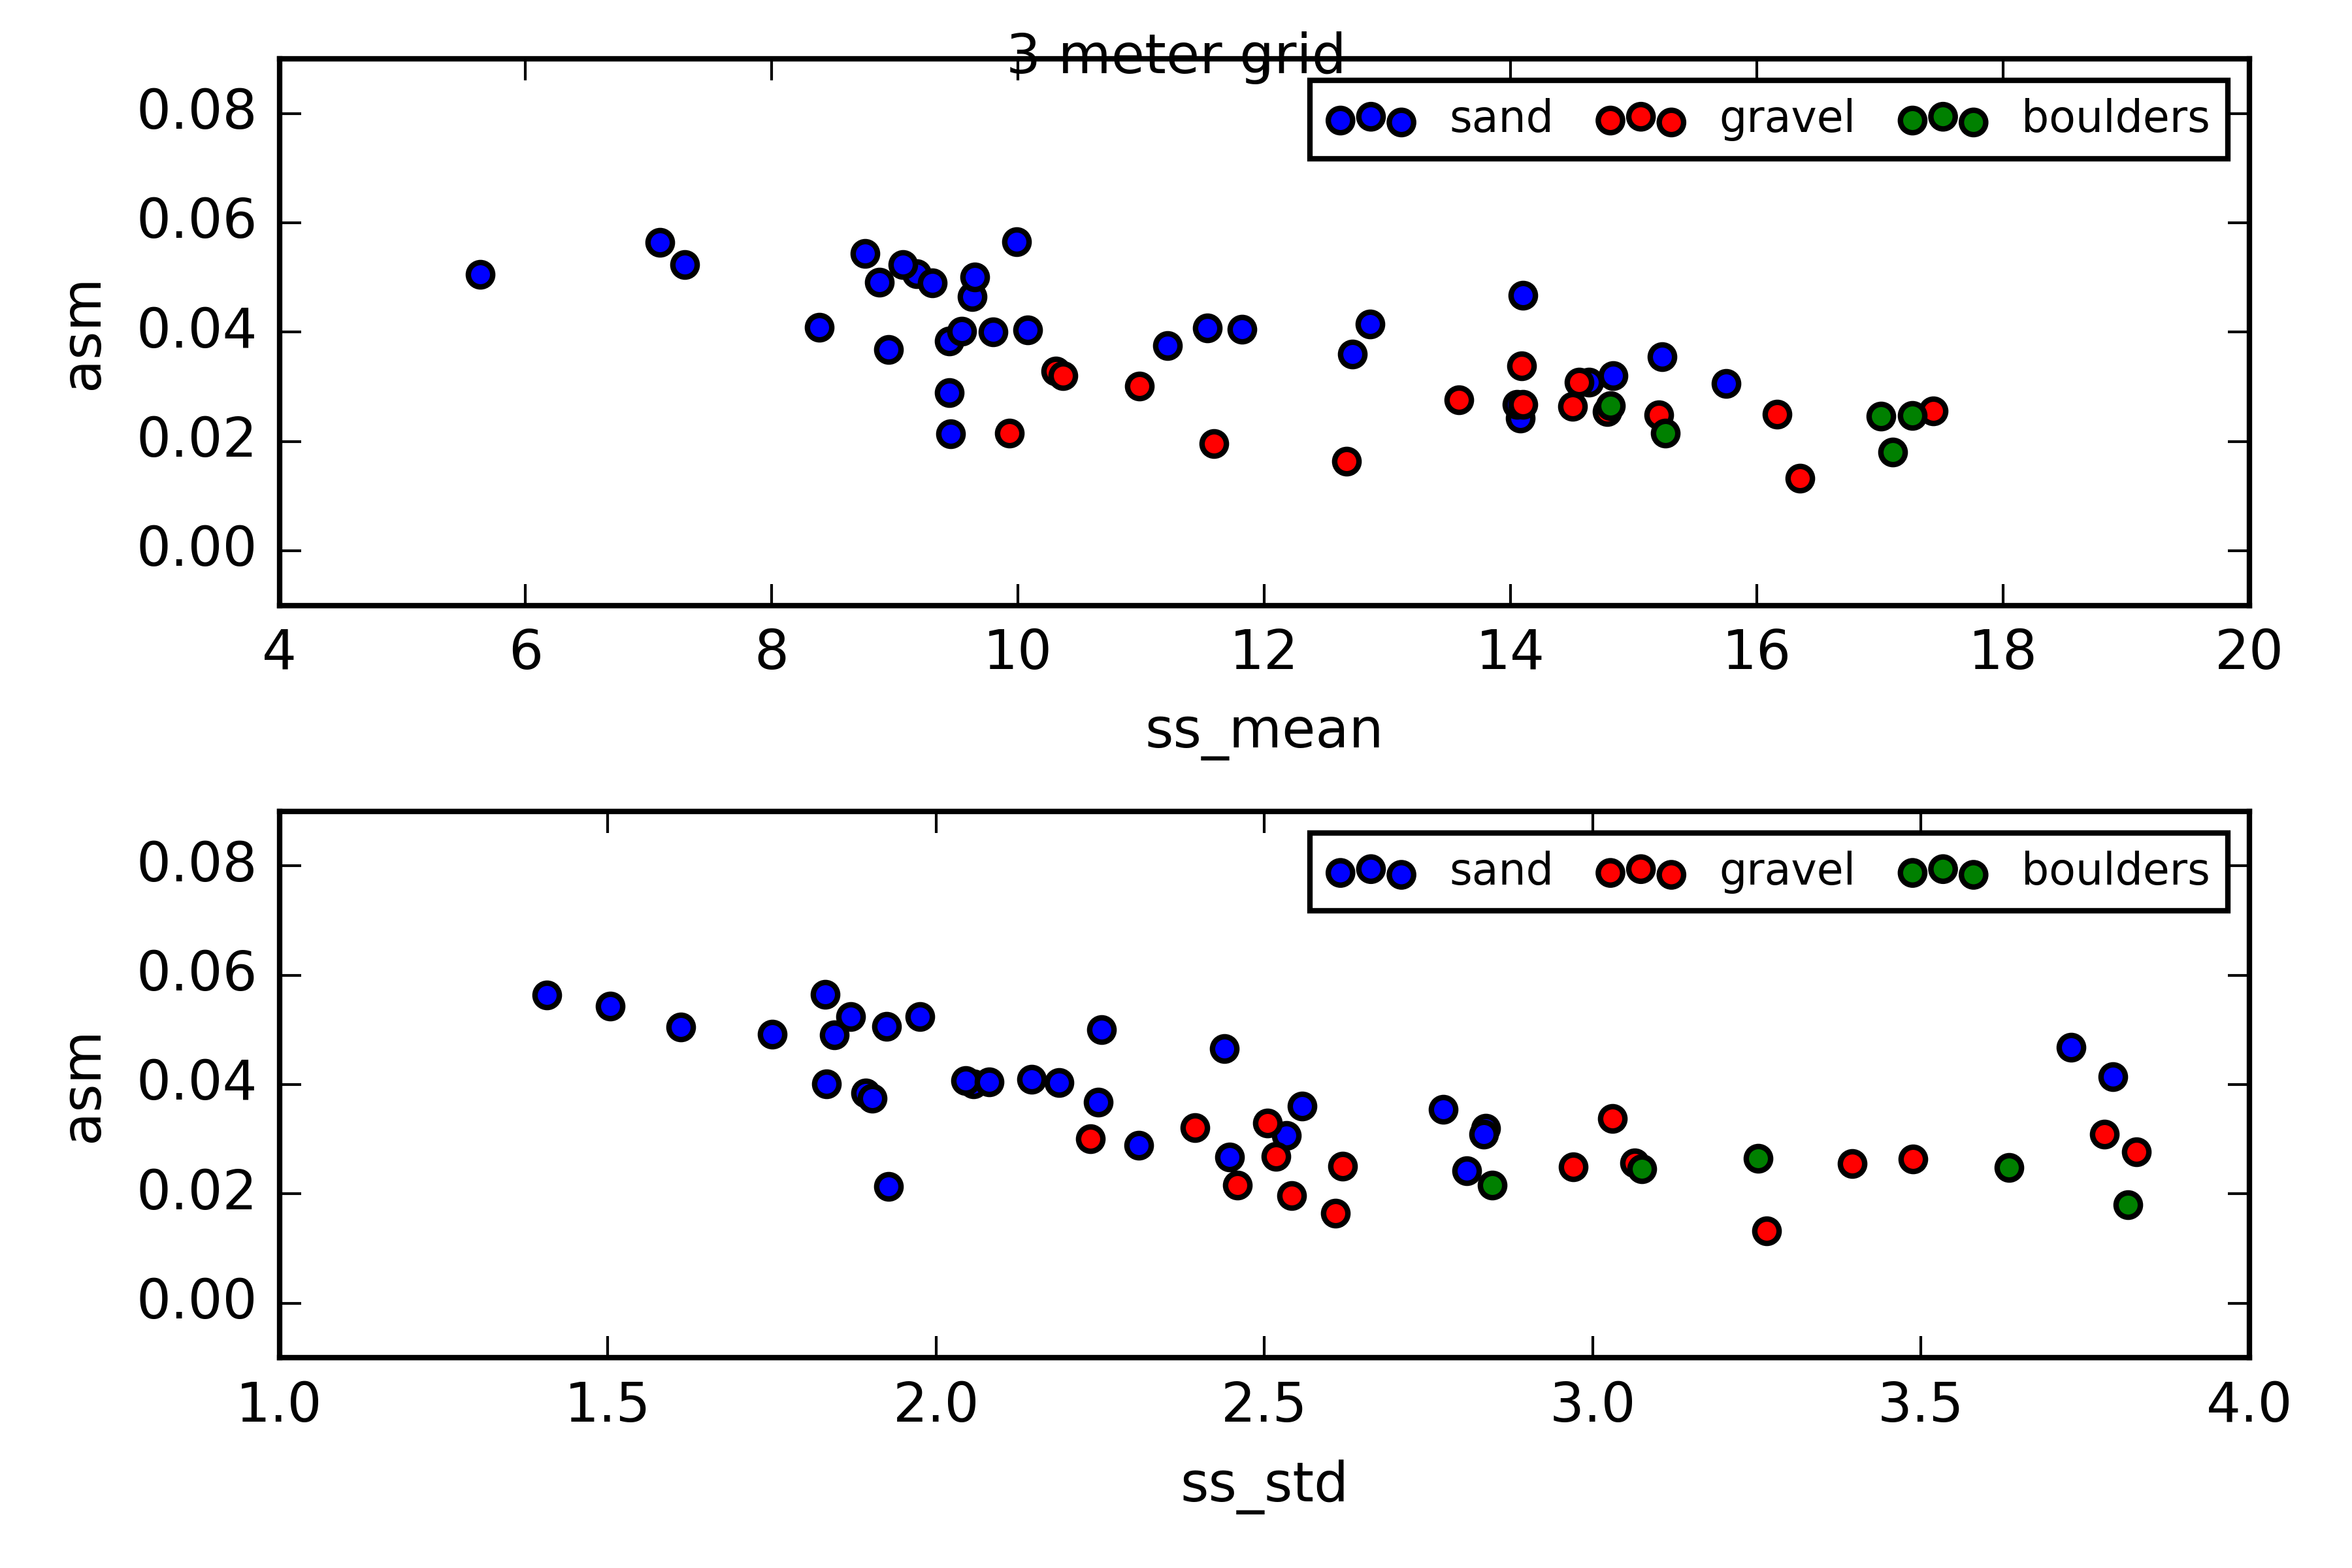 3 meter grid
sand gravel boulders
0.08
0.06
0.04
0.02
0.00
asm
4 6 8 10 12 14 16 18 20
ss_mean
sand gravel boulders
0.08
0.06
0.04
0.02
0.00
asm
1.0 1.5 2.0 2.5 3.0 3.5 4.0
ss_std